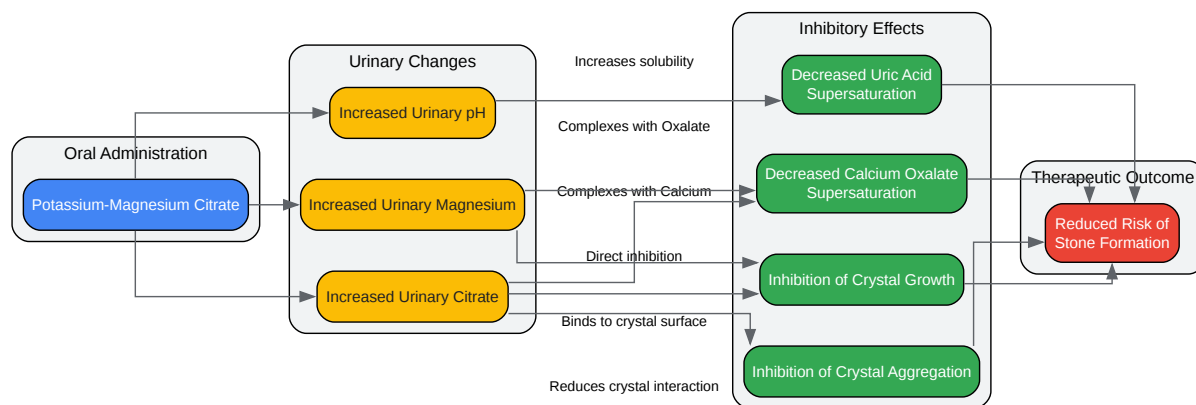 Oral Administration
Potassium-Magnesium Citrate
Urinary Changes
Increased Urinary pH
Increased Urinary Magnesium
Increased Urinary Citrate
Increases solubility
Complexes with Oxalate
Complexes with Calcium
Direct inhibition
Binds to crystal surface
Reduces crystal interaction
Inhibitory Effects
Decreased Uric Acid
Supersaturation
Decreased Calcium Oxalate
Supersaturation
Inhibition of Crystal Growth
Inhibition of Crystal Aggregation
Therapeutic Outcome
Reduced Risk of
Stone Formation